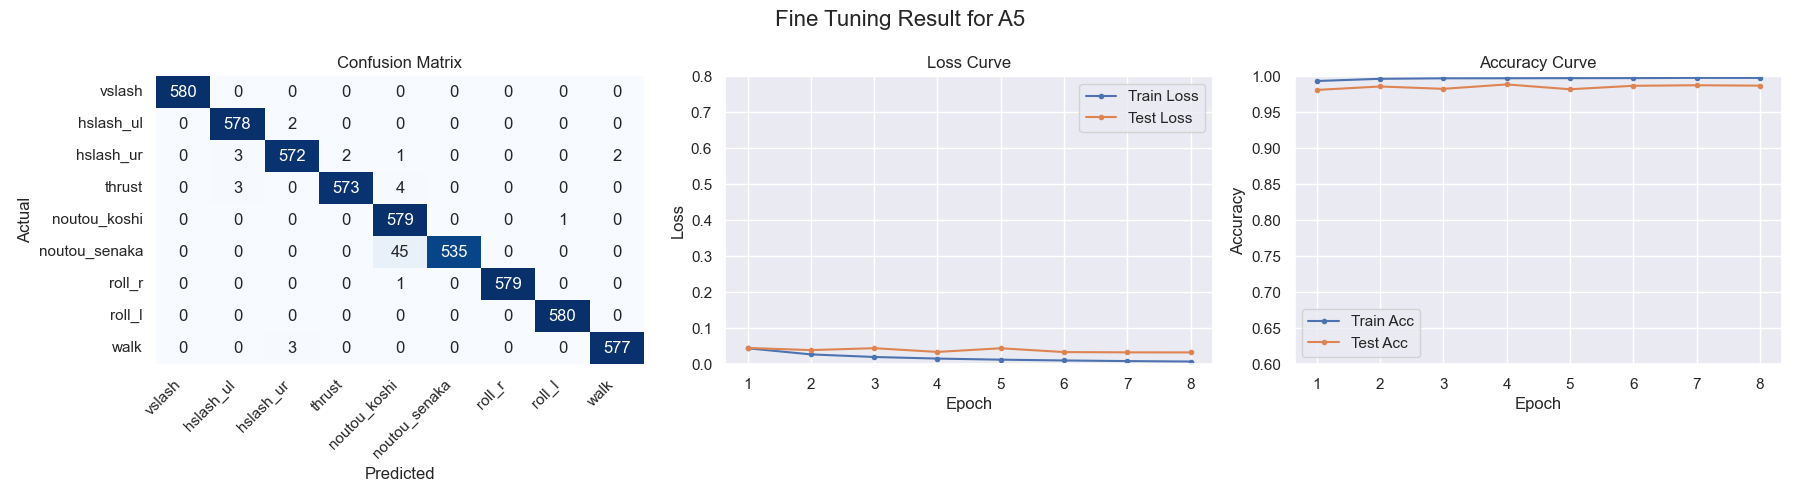 Fine Tuning Result for A5
Confusion Matrix
Actual
vslash 580 0 0 0 0 0 0 0 0
hslash_ul 0 578 2 0 0 0 0 0 0
hslash_ur 0 3 572 2 1 0 0 0 2
thrust 0 3 0 573 4 0 0 0 0
noutou_koshi 0 0 0 0 579 0 0 1 0
noutou_senaka 0 0 0 0 45 535 0 0 0
roll_r 0 0 0 0 1 0 579 0 0
roll_l 0 0 0 0 0 0 0 580 0
walk 0 0 3 0 0 0 0 0 577
vslash hslash_ul hslash_ur thrust noutou_koshi noutou_senaka roll_r roll_l walk
Predicted
Loss Curve
Loss
0.8
0.7
0.6
0.5
0.4
0.3
0.2
0.1
0.0
Train Loss
Test Loss
1 2 3 4 5 6 7 8
Epoch
Accuracy Curve
Accuracy
1.00
0.95
0.90
0.85
0.80
0.75
0.70
0.65
0.60
Train Acc
Test Acc
1 2 3 4 5 6 7 8
Epoch